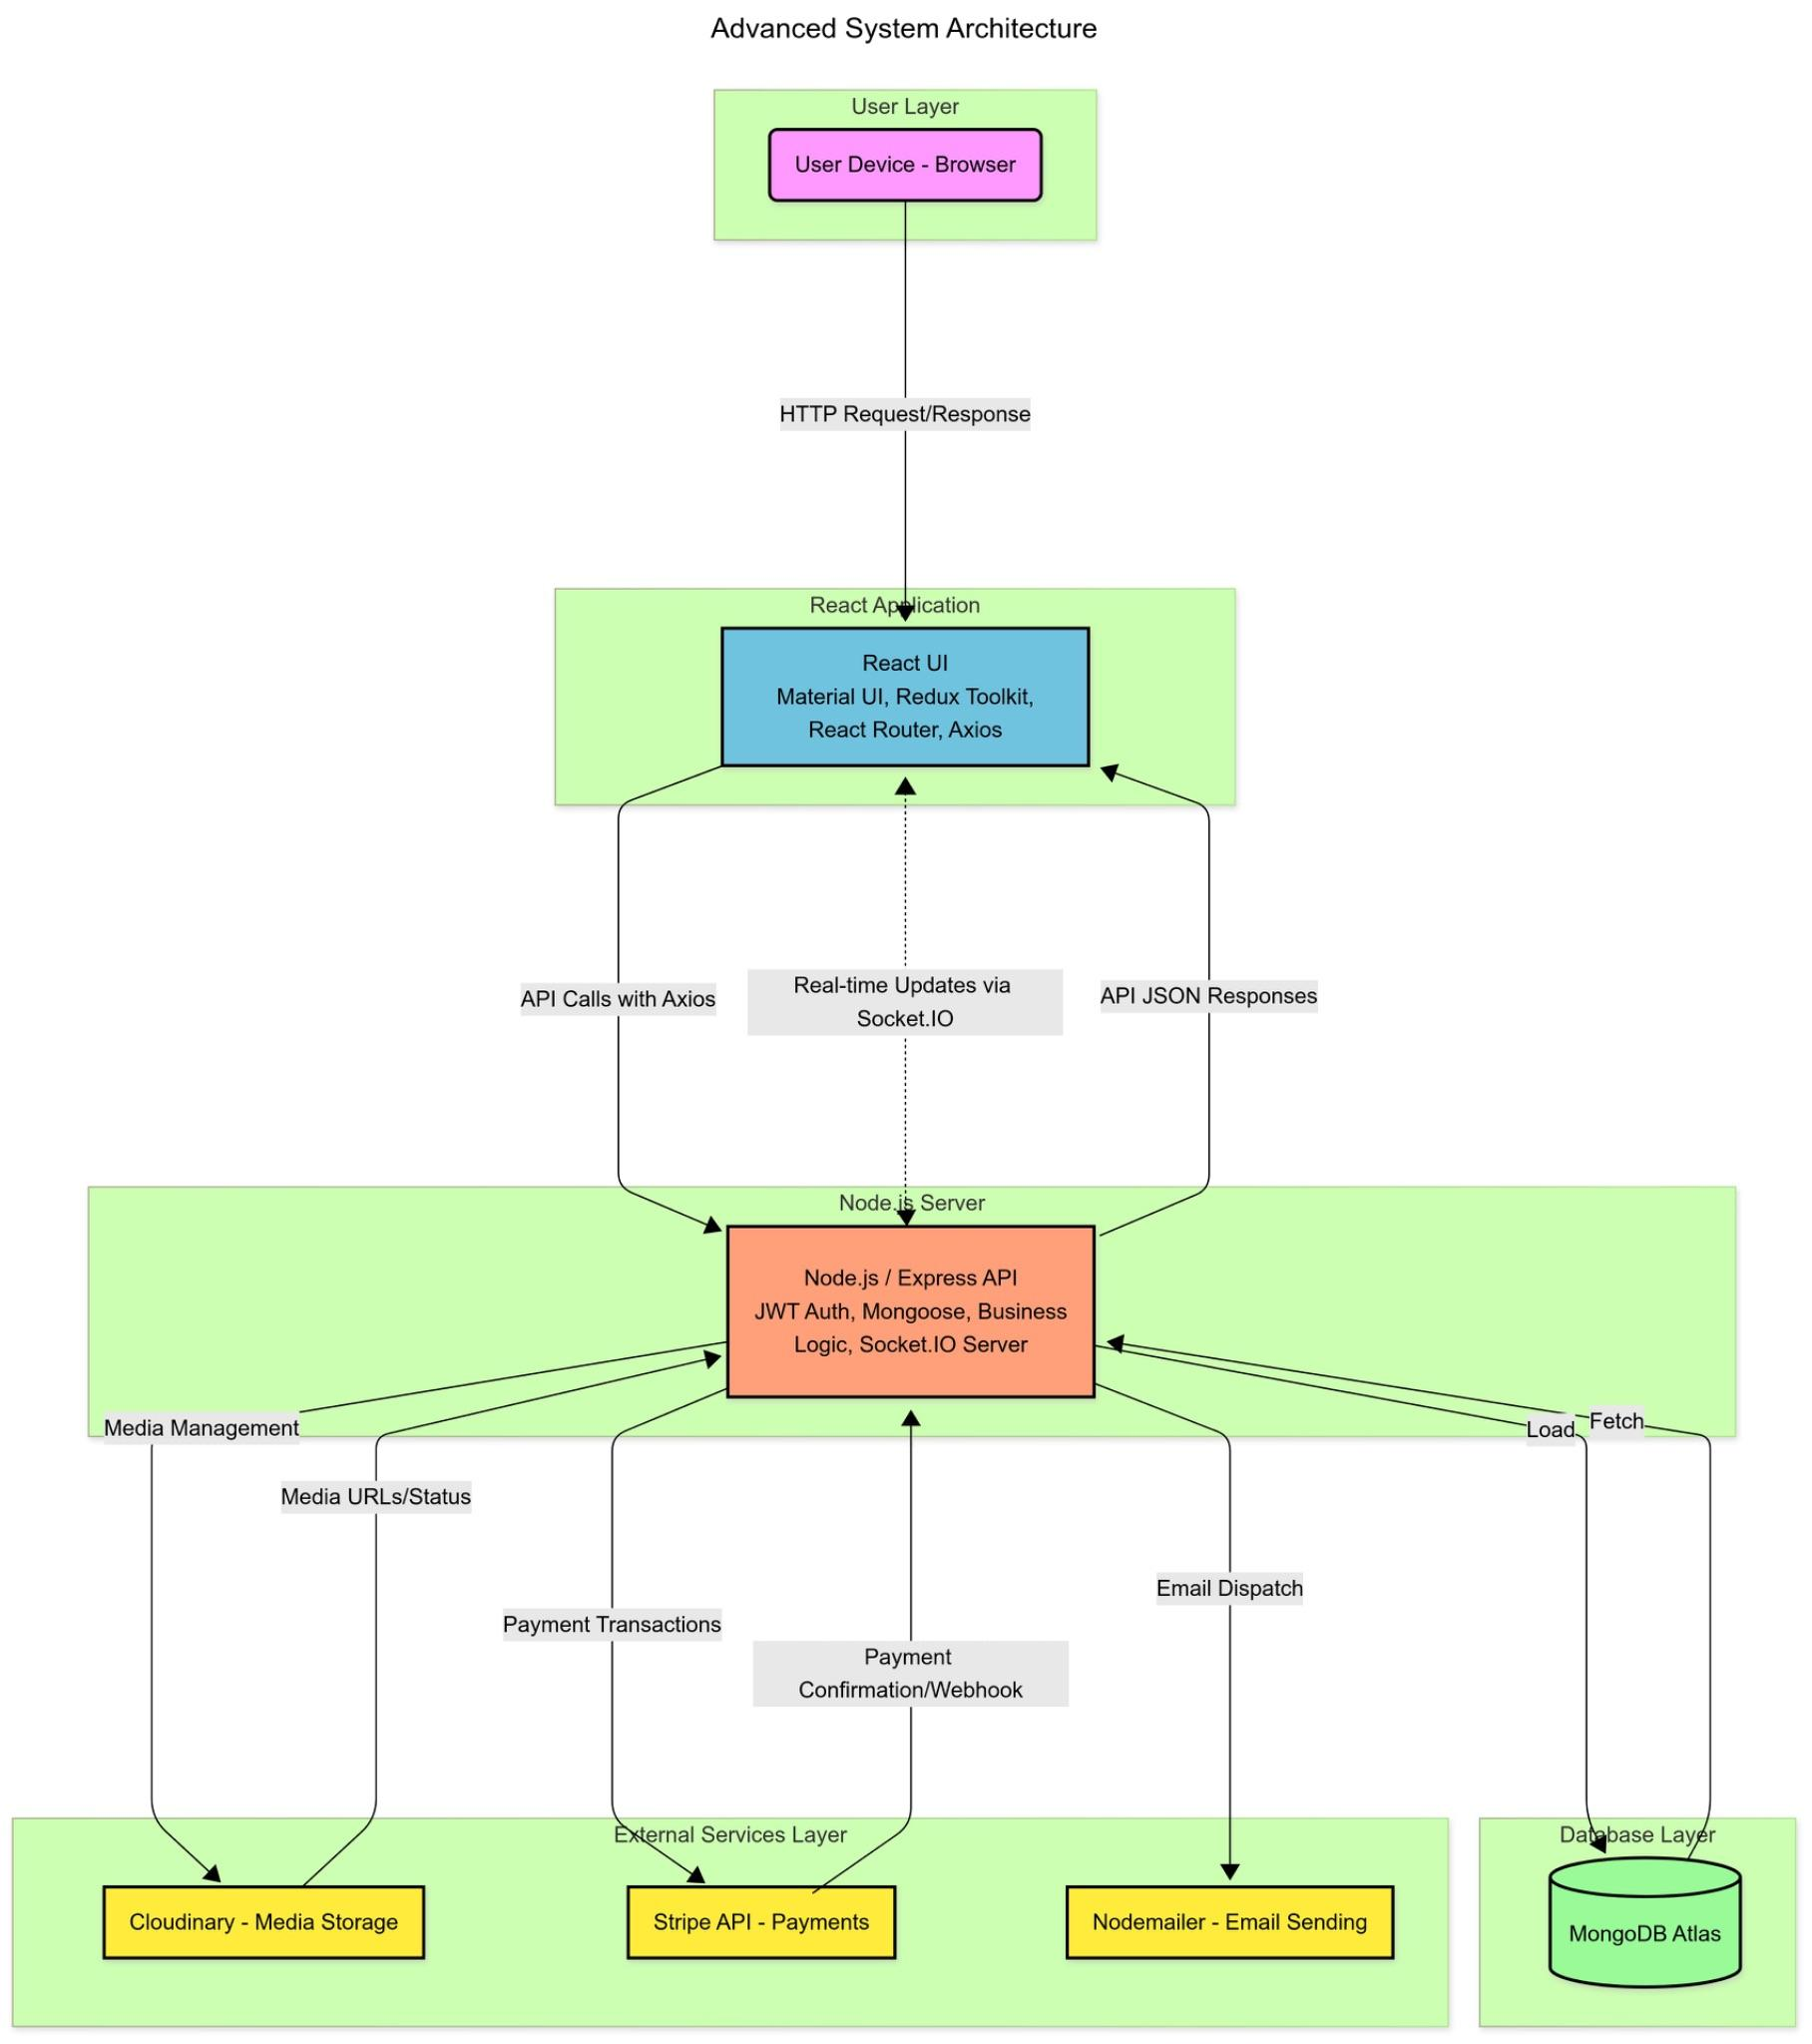 Advanced System Architecture
User Layer
User Device - Browser
HTTP Request/Response
React Application
React UI
Material UI, Redux Toolkit,
React Router, Axios
API Calls with Axios
Real-time Updates via
Socket.IO
API JSON Responses
Node.js Server
Node.js / Express API
JWT Auth, Mongoose, Business
Logic, Socket.IO Server
Media Management
Load
Fetch
Media URLs/Status
Email Dispatch
Payment Transactions
Payment
Confirmation/Webhook
External Services Layer
Database Layer
Cloudinary - Media Storage
Stripe API - Payments
Nodemailer - Email Sending
MongoDB Atlas